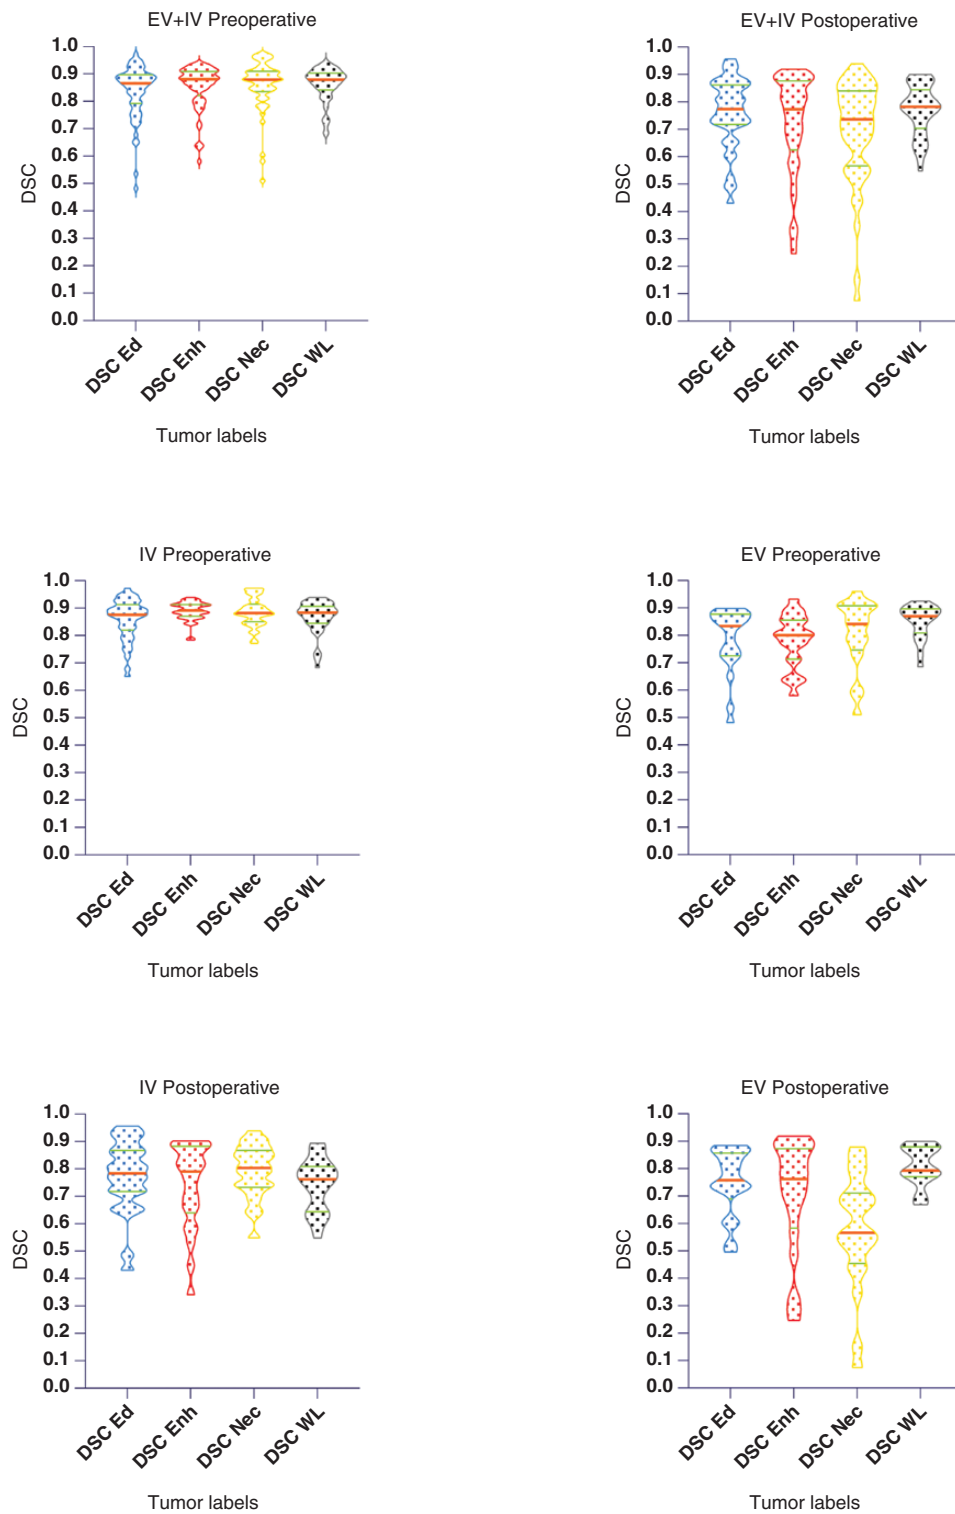 EV+IV Preoperative
1.0
0.9
0.8
0.7
0.6
0.5
0.4
0.3
0.2
0.1
0.0
DSC
DSC Ed
DSC Enh
DSC Nec
DSC WL
Tumor labels
EV+IV Postoperative
1.0
0.9
0.8
0.7
0.6
0.5
0.4
0.3
0.2
0.1
0.0
DSC
DSC Ed
DSC Enh
DSC Nec
DSC WL
Tumor labels
IV Preoperative
1.0
0.9
0.8
0.7
0.6
0.5
0.4
0.3
0.2
0.1
0.0
DSC
DSC Ed
DSC Enh
DSC Nec
DSC WL
Tumor labels
EV Preoperative
1.0
0.9
0.8
0.7
0.6
0.5
0.4
0.3
0.2
0.1
0.0
DSC
DSC Ed
DSC Enh
DSC Nec
DSC WL
Tumor labels
IV Postoperative
1.0
0.9
0.8
0.7
0.6
0.5
0.4
0.3
0.2
0.1
0.0
DSC
DSC Ed
DSC Enh
DSC Nec
DSC WL
Tumor labels
EV Postoperative
1.0
0.9
0.8
0.7
0.6
0.5
0.4
0.3
0.2
0.1
0.0
DSC
DSC Ed
DSC Enh
DSC Nec
DSC WL
Tumor labels